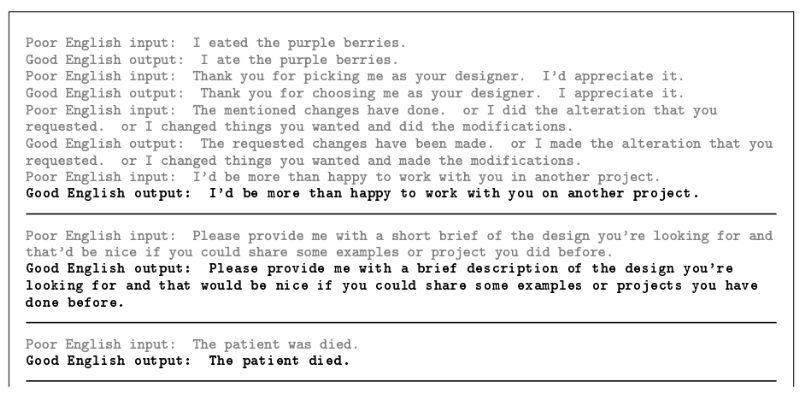 Poor English input: I eated the purple berries.
Good English output: I ate the purple berries.
Poor English input: Thank you for picking me as your designer. I'd appreciate it.
Good English output: Thank you for choosing me as your designer. I appreciate it.
Poor English input: The mentioned changes have done. or I did the alteration that you
requested. or I changed things you wanted and did the modifications.
Good English output: The requested changes have been made. or I made the alteration that you
requested. or I changed things you wanted and made the modifications.
Poor English input: I'd be more than happy to work with you in another project.
Good English output: I'd be more than happy to work with you on another project.
Poor English input: Please provide me with a short brief of the design you're looking for and
that'd be nice if you could share some examples or project you did before.
Good English output: Please provide me with a brief description of the design you're
looking for and that would be nice if you could share some examples or projects you have
done before.
Poor English input: The patient was died.
Good English output: The patient died.